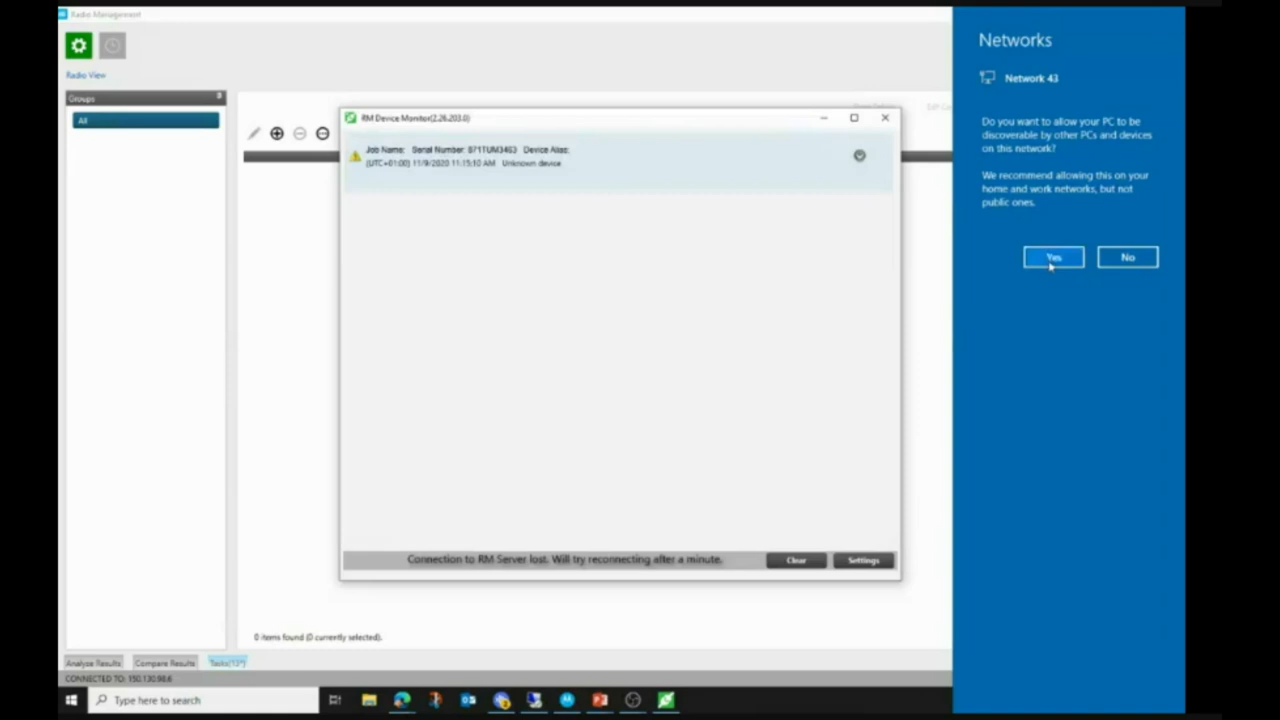 Radio Management
Radio View
Groups
All
RM Device Monitor(2.26.203.0)
Job Name: Serial Number: 871TUM3463 Device Alias:
(UTC+01:00) 11/9/2020 11:15:10 AM Unknown device
Connection to RM Server lost. Will try reconnecting after a minute.
Clear
Settings
0 items found (0 currently selected).
Analyse Results
Compare Results
CONNECTED TO: 150.130.98.6
Type here to search
Networks
Network 43
Do you want to allow your PC to be
discoverable by other PCs and devices
on this network?
We recommend allowing this on your
home and work networks, but not
public ones.
Yes
No